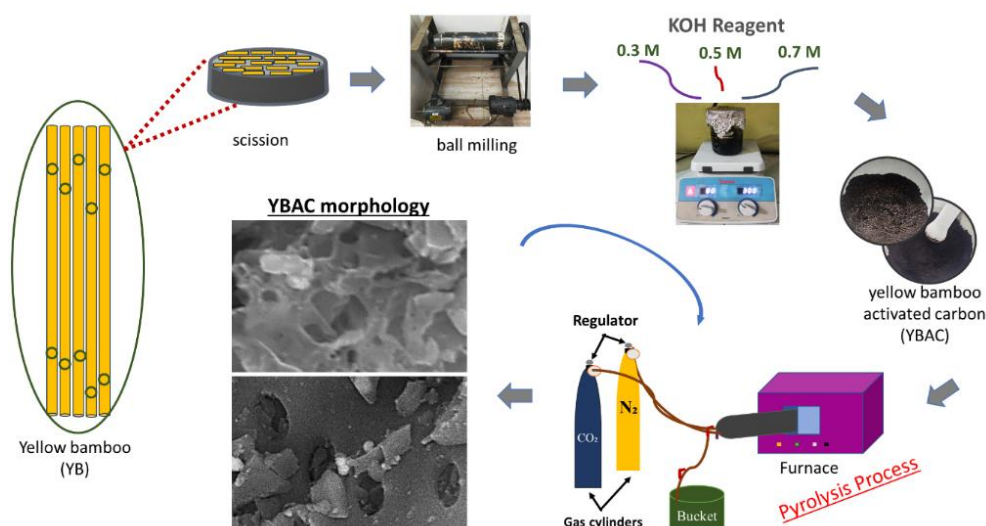 KOH Reagent
0.3 M
0.5 M
0.7 M
scission
ball milling
yellow bamboo
activated carbon
(YBAC)
Yellow bamboo
(YB)
YBAC morphology
Regulator
CO₂
N₂
Gas cylinders
Bucket
Furnace
Pyrolysis Process